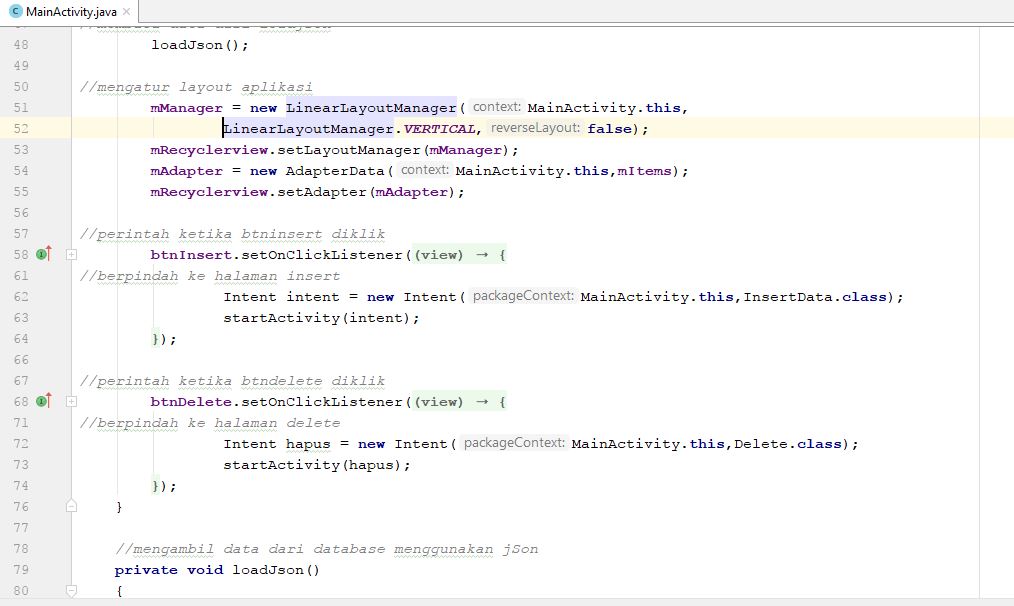 MainActivity.java
48 loadJson();
49
50 //mengatur layout aplikasi
51 mManager = new LinearLayoutManager( context: MainActivity.this,
52 LinearLayoutManager.VERTICAL, reverseLayout: false);
53 mRecyclerview.setLayoutManager(mManager);
54 mAdapter = new AdapterData( context: MainActivity.this,mItems);
55 mRecyclerview.setAdapter(mAdapter);
56
57 //perintah ketika btninsert diklik
58 btnInsert.setOnClickListener((view) → {
61 //berpindah ke halaman insert
62 Intent intent = new Intent( packageContext: MainActivity.this,InsertData.class);
63 startActivity(intent);
64 });
66
67 //perintah ketika btndelete diklik
68 btnDelete.setOnClickListener((view) → {
71 //berpindah ke halaman delete
72 Intent hapus = new Intent( packageContext: MainActivity.this,Delete.class);
73 startActivity(hapus);
74 });
76 }
77
78 //mengambil data dari database menggunakan jSon
79 private void loadJson()
80 {